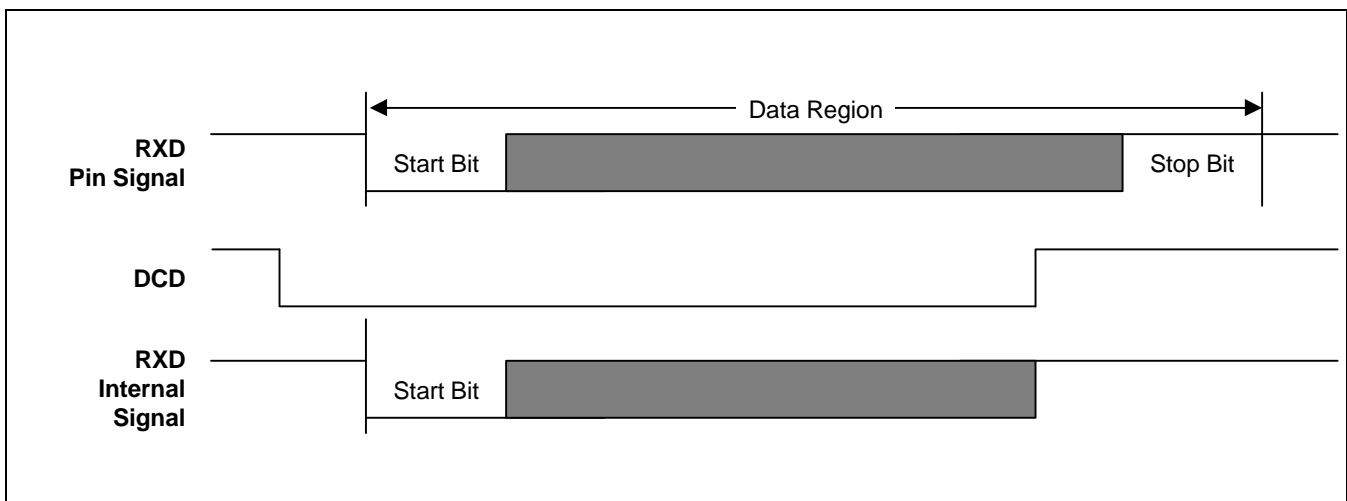 Data Region
RXD
Pin Signal
Start Bit
Stop Bit
DCD
RXD
Internal
Signal
Start Bit